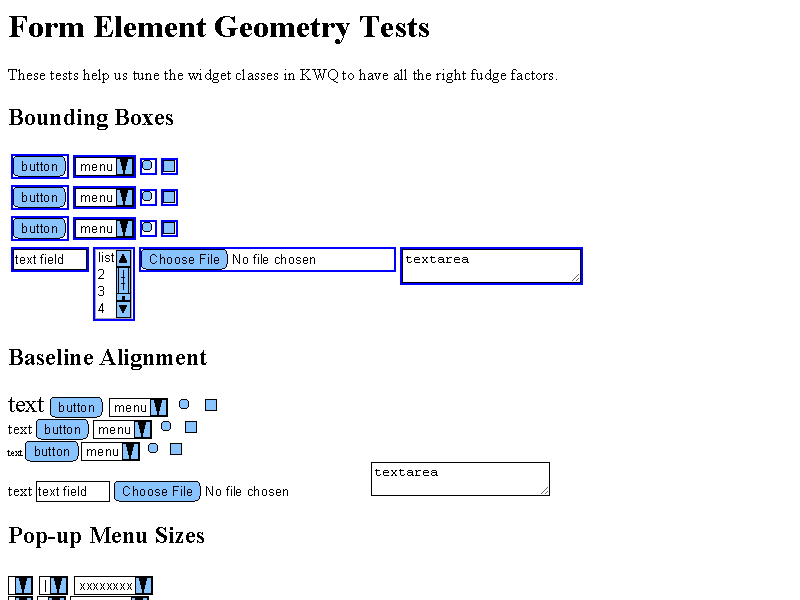 Form Element Geometry Tests
These tests help us tune the widget classes in KWQ to have all the right fudge factors.
Bounding Boxes
button menu
button menu
button menu
text field list 2 3 4 Choose File No file chosen textarea
Baseline Alignment
text button menu
text button menu
text button menu
textarea
text text field Choose File No file chosen
Pop-up Menu Sizes
| xxxxxxxx